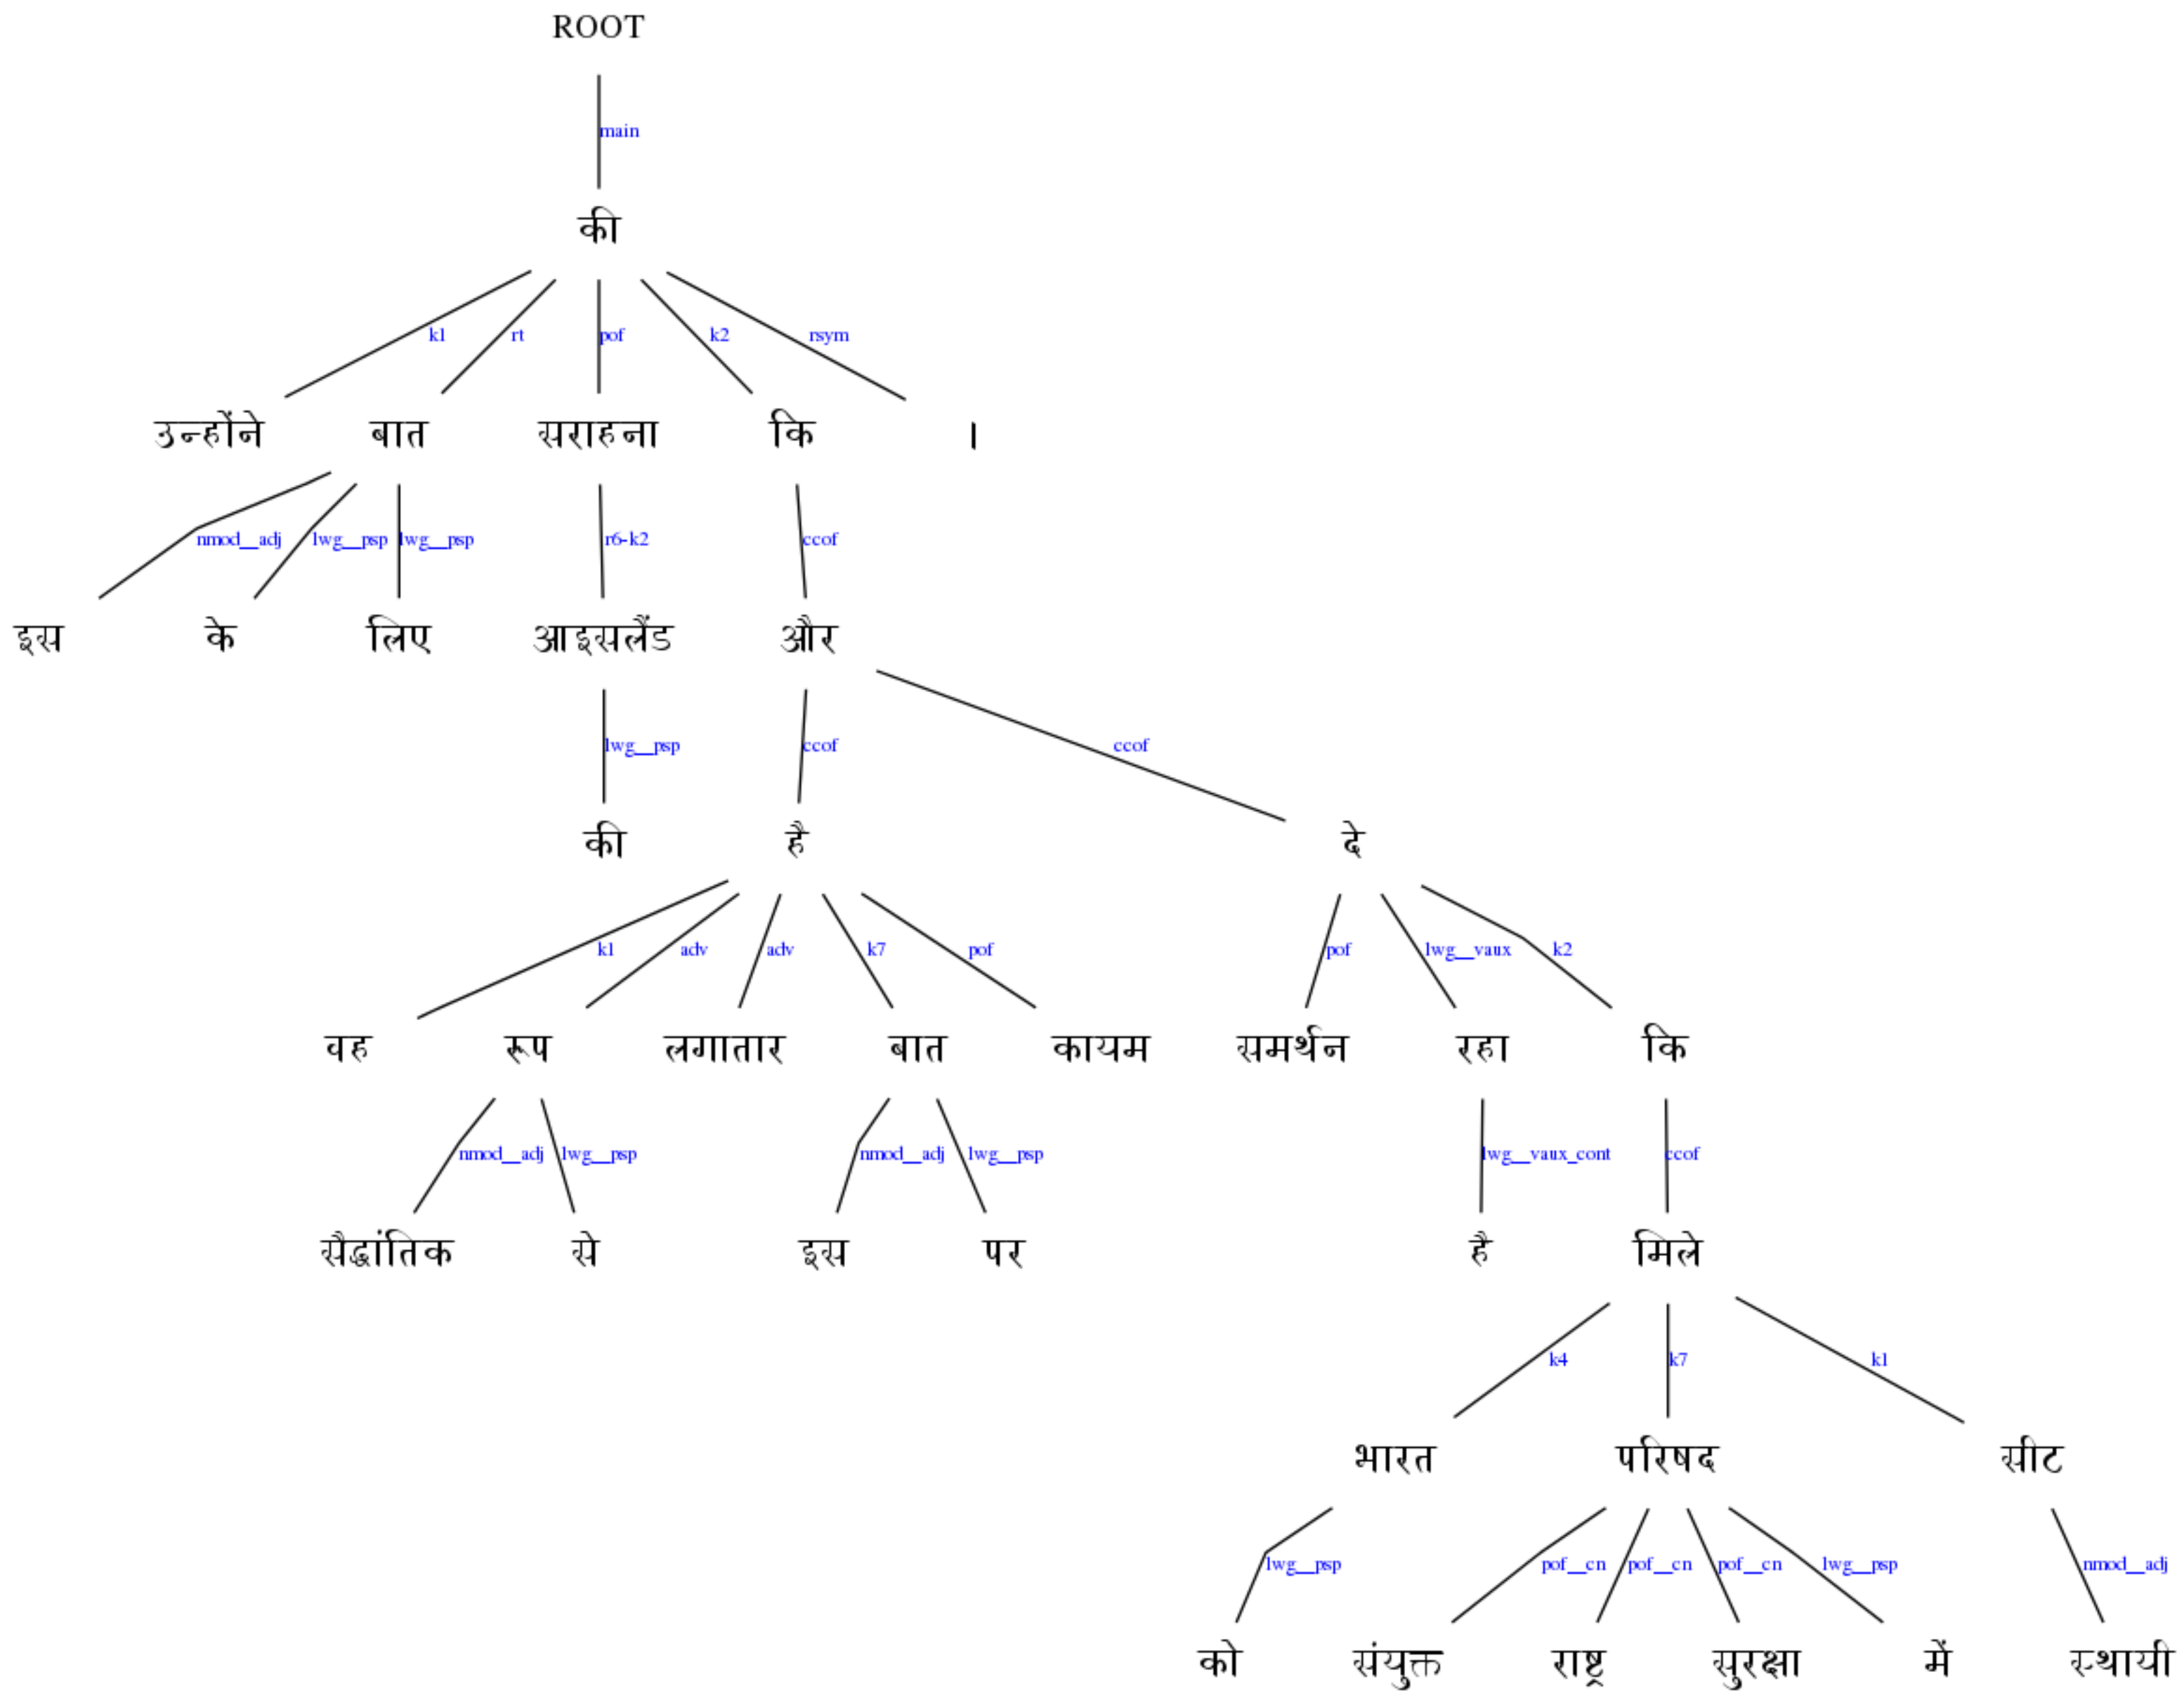 ROOT
main
की
k1 rt pof k2 rsym
उन्होंने बात सराहना कि ।
nmod__adj lwg__psp lwg__psp r6-k2 ccof
इस के लिए आइसलैंड और
lwg__psp ccof ccof
की है दे
k1 adv adv k7 pof pof lwg__vaux k2
वह रूप लगातार बात कायम समर्थन रहा कि
nmod__adj lwg__psp nmod__adj lwg__psp lwg__vaux_cont ccof
सैद्धांतिक से इस पर है मिले
k4 k7 k1
भारत परिषद सीट
lwg__psp pof__cn pof__cn pof__cn lwg__psp nmod__adj
को संयुक्त राष्ट्र सुरक्षा में स्थायी